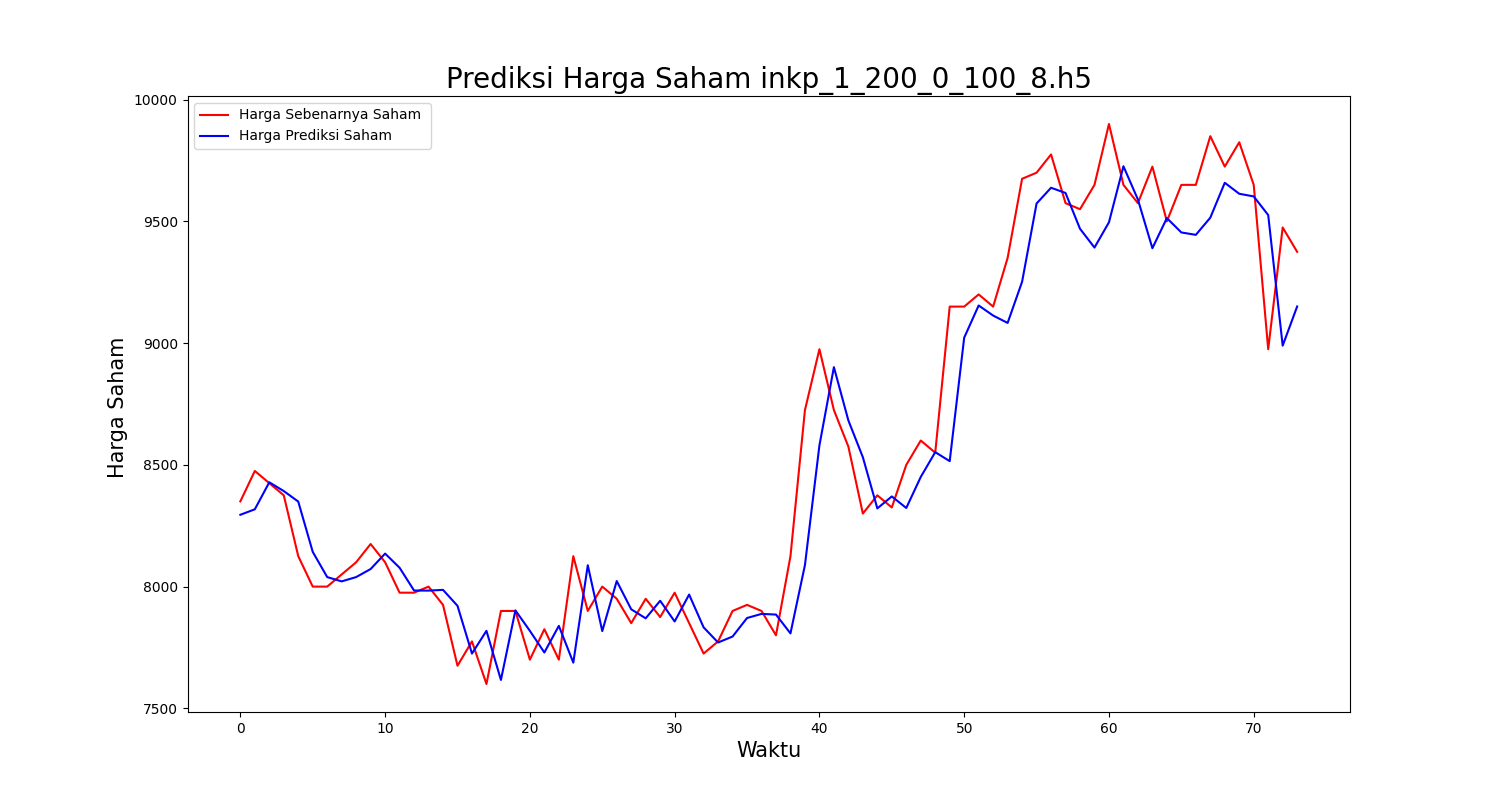 Prediksi Harga Saham inkp_1_200_0_100_8.h5
Harga Sebenarnya Saham
Harga Prediksi Saham
Harga Saham
10000
9500
9000
8500
8000
7500
0 10 20 30 40 50 60 70
Waktu